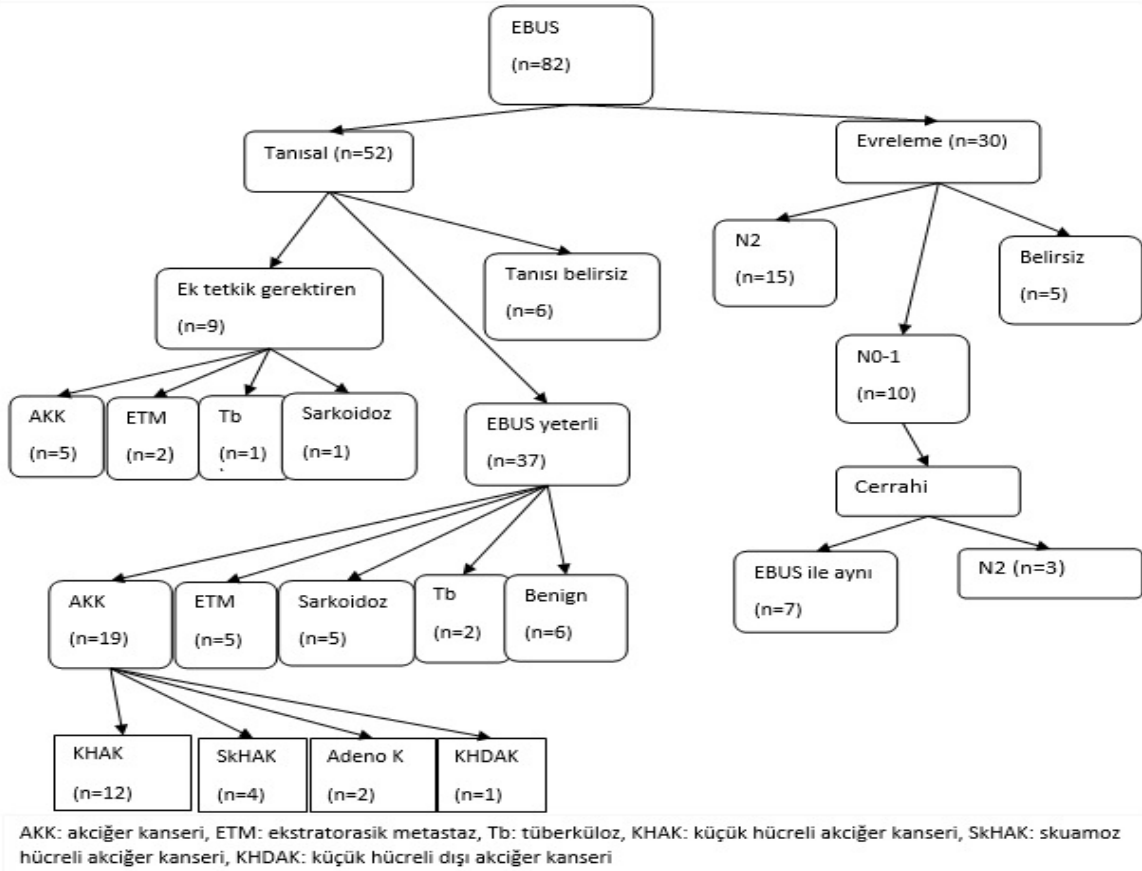 EBUS
(n=82)
Tanısal (n=52)
Evreleme (n=30)
Ek tetkik gerektiren
(n=9)
Tanısı belirsiz
(n=6)
N2
(n=15)
Belirsiz
(n=5)
N0-1
(n=10)
AKK
(n=5)
ETM
(n=2)
Tb
(n=1)
Sarkoidoz
(n=1)
EBUS yeterli
(n=37)
Cerrahi
EBUS ile aynı
(n=7)
N2 (n=3)
AKK
(n=19)
ETM
(n=5)
Sarkoidoz
(n=5)
Tb
(n=2)
Benign
(n=6)
KHAK
(n=12)
SkHAK
(n=4)
Adeno K
(n=2)
KHDAK
(n=1)
AKK: akciğer kanseri, ETM: ekstratorasik metastaz, Tb: tüberküloz, KHAK: küçük hücreli akciğer kanseri, SkHAK: skuamoz
hücreli akciğer kanseri, KHDAK: küçük hücreli dışı akciğer kanseri